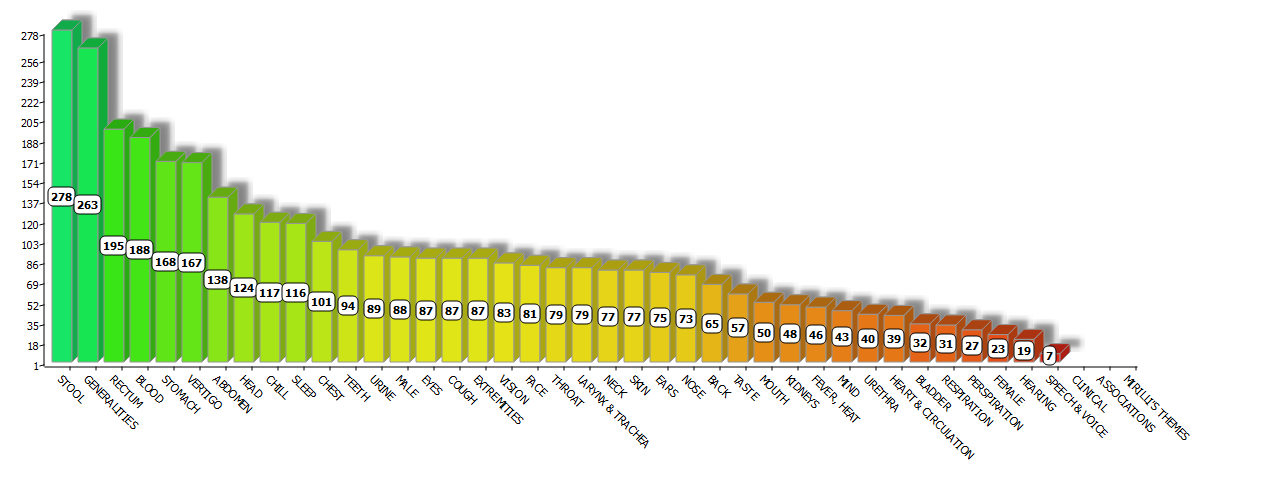 278
256
239
222
205
188
171
154
137
120
103
86
69
52
35
18
1
278
263
195
188
168
167
138
124
117
116
101
94
89
88
87
87
87
83
81
79
79
77
77
75
73
65
57
50
48
46
43
40
39
32
31
27
23
19
7
STOOL
GENERALITIES
RECTUM
BLOOD
STOMACH
VERTIGO
ABDOMEN
HEAD
CHILL
SLEEP
CHEST
TEETH
URINE
MALE
EYES
COUGH
EXTREMITIES
VISION
FACE
THROAT
LARYNX & TRACHEA
NECK
SKIN
EARS
NOSE
BACK
TASTE
MOUTH
KIDNEYS
FEVER, HEAT
MIND
URETHRA
HEART & CIRCULATION
BLADDER
RESPIRATION
PERSPIRATION
FEMALE
HEARING
SPEECH & VOICE
CLINICAL
ASSOCIATIONS
MIRILLI'S THEMES